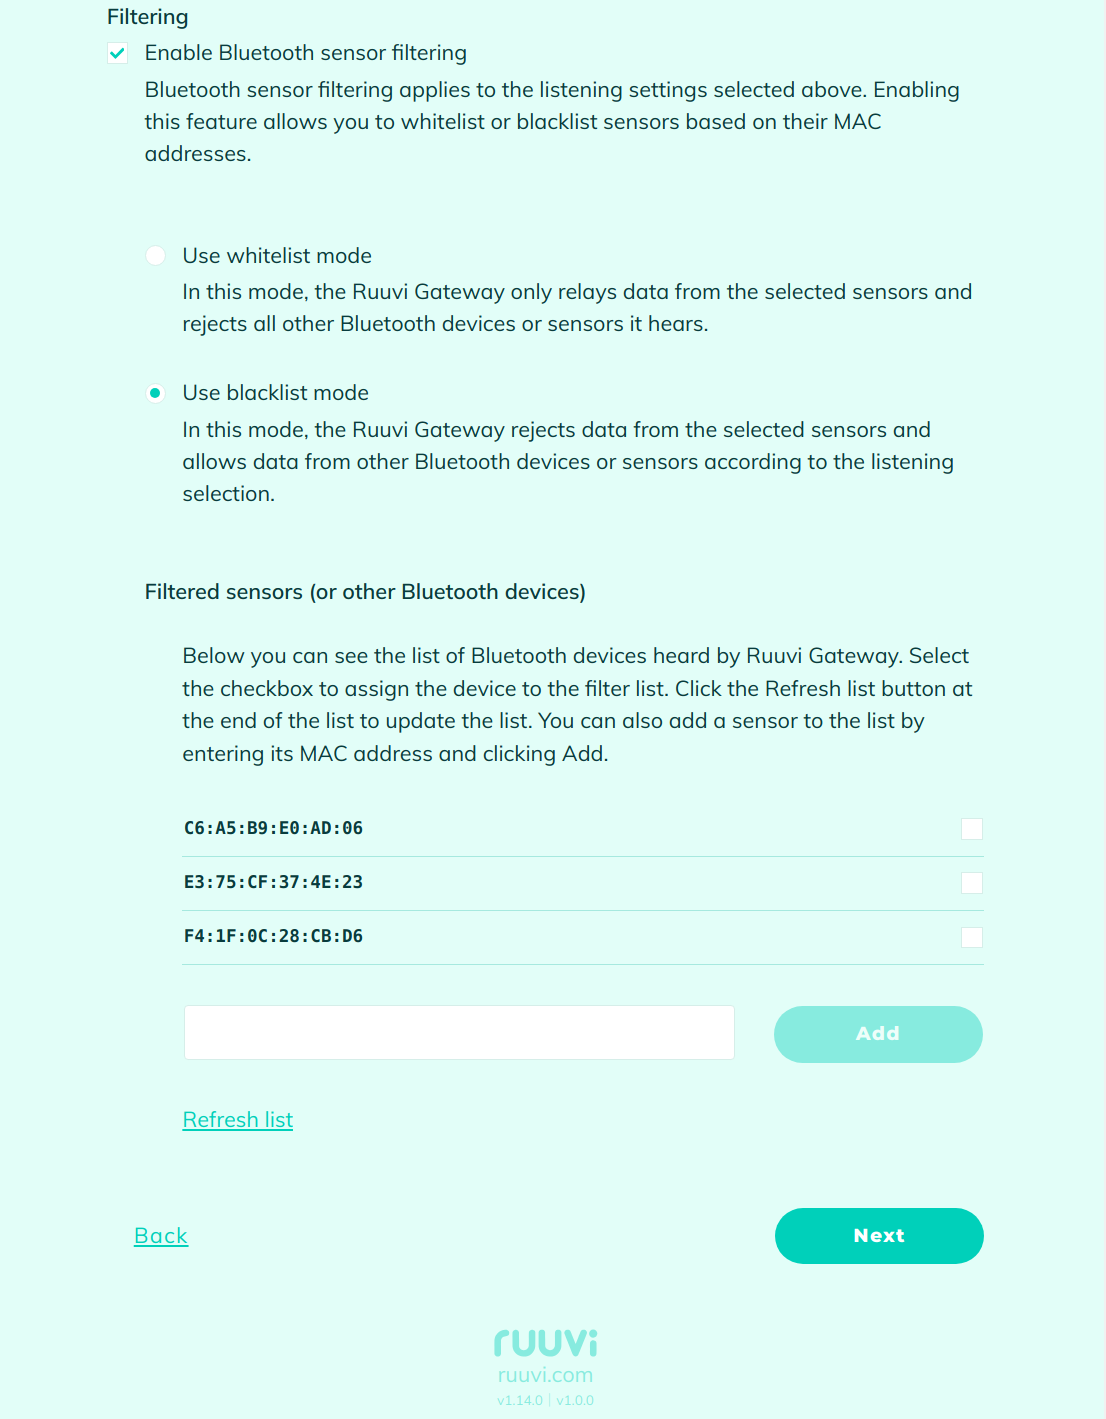 Filtering
Enable Bluetooth sensor filtering
Bluetooth sensor filtering applies to the listening settings selected above. Enabling
this feature allows you to whitelist or blacklist sensors based on their MAC
addresses.
Use whitelist mode
In this mode, the Ruuvi Gateway only relays data from the selected sensors and
rejects all other Bluetooth devices or sensors it hears.
Use blacklist mode
In this mode, the Ruuvi Gateway rejects data from the selected sensors and
allows data from other Bluetooth devices or sensors according to the listening
selection.
Filtered sensors (or other Bluetooth devices)
Below you can see the list of Bluetooth devices heard by Ruuvi Gateway. Select
the checkbox to assign the device to the filter list. Click the Refresh list button at
the end of the list to update the list. You can also add a sensor to the list by
entering its MAC address and clicking Add.
C6:A5:B9:E0:AD:06
E3:75:CF:37:4E:23
F4:1F:0C:28:CB:D6
Add
Refresh list
Back
Next
ruuvi
ruuvi.com
v1.14.0 | v1.0.0